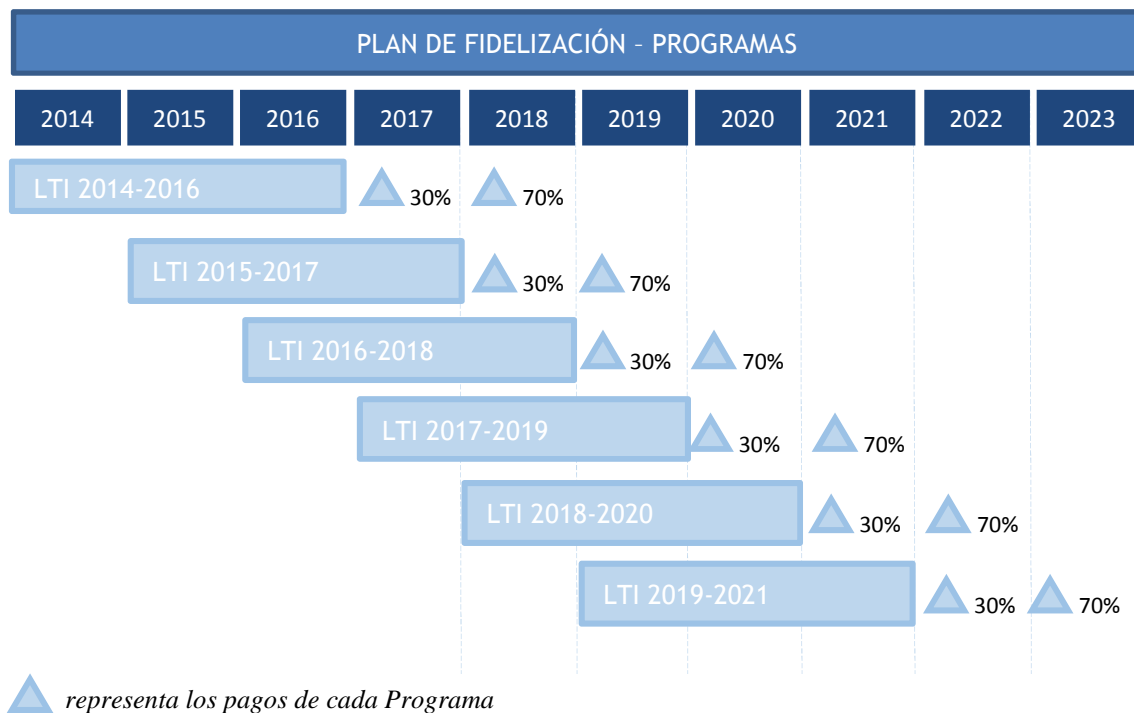 PLAN DE FIDELIZACIÓN – PROGRAMAS
2014 2015 2016 2017 2018 2019 2020 2021 2022 2023
LTI 2014-2016 30% 70%
LTI 2015-2017 30% 70%
LTI 2016-2018 30% 70%
LTI 2017-2019 30% 70%
LTI 2018-2020 30% 70%
LTI 2019-2021 30% 70%
representa los pagos de cada Programa